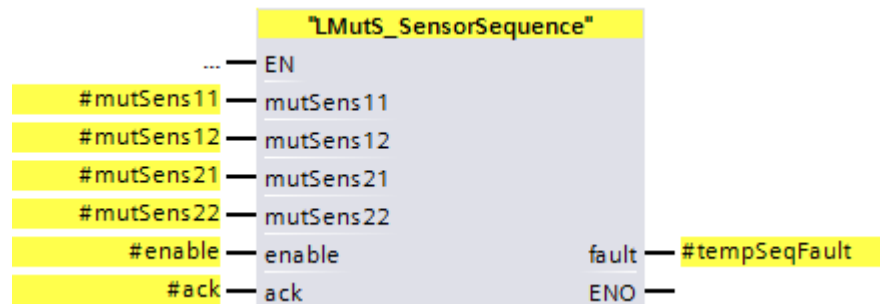 "LMutS_SensorSequence"
... EN
#mutSens11 mutSens11
#mutSens12 mutSens12
#mutSens21 mutSens21
#mutSens22 mutSens22
#enable enable fault #tempSeqFault
#ack ack ENO